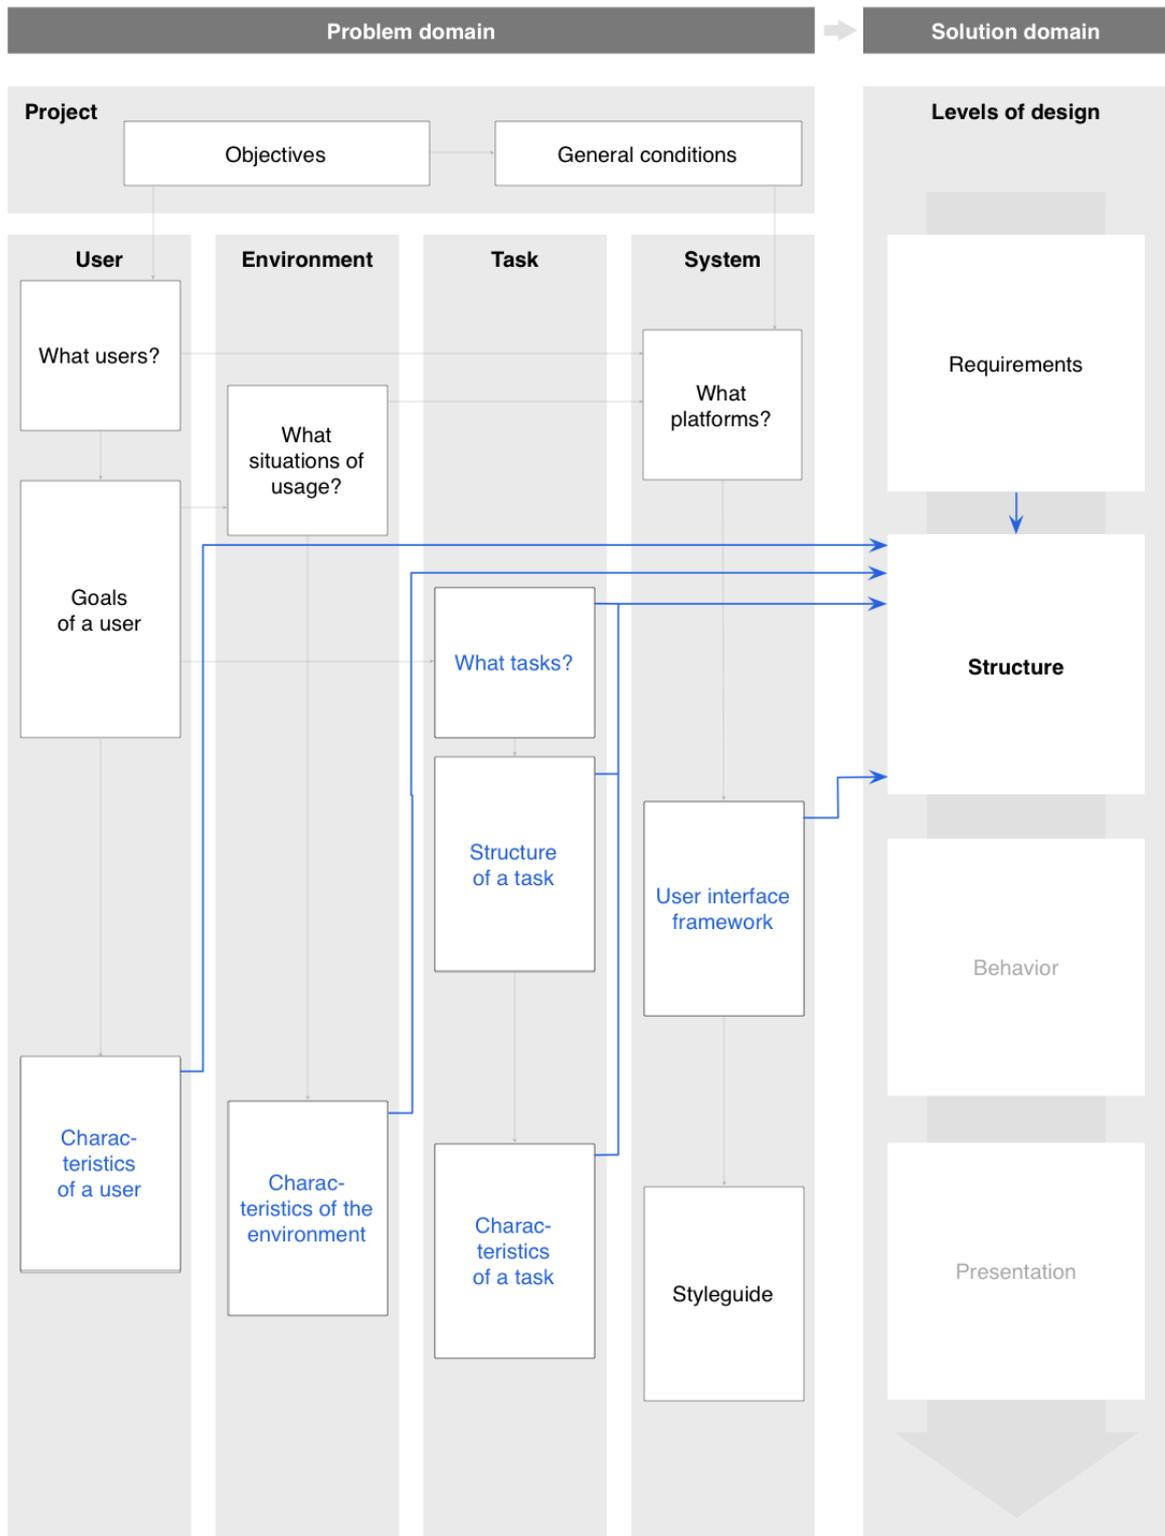 Problem domain
Solution domain
Project
Objectives
General conditions
Levels of design
User
Environment
Task
System
What users?
What
situations of
usage?
What
platforms?
Requirements
Goals
of a user
What tasks?
Structure
Structure
of a task
User interface
framework
Behavior
Charac-
teristics
of a user
Charac-
teristics of the
environment
Charac-
teristics
of a task
Styleguide
Presentation